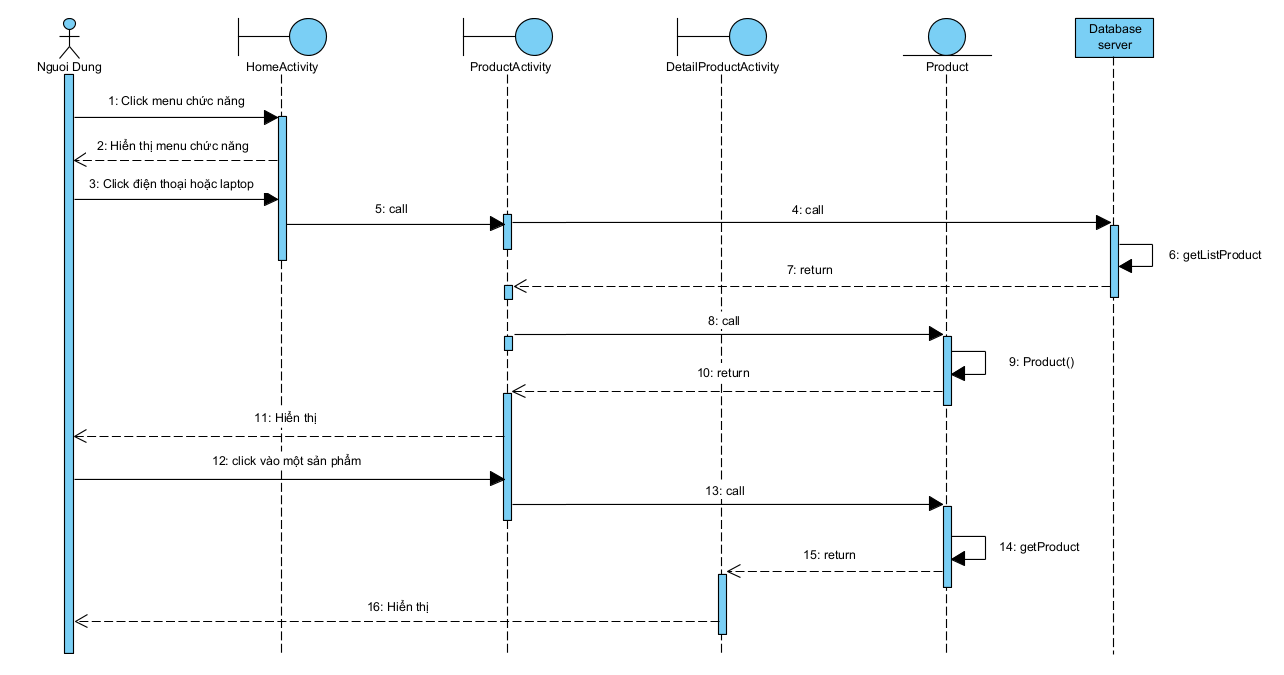 Database
server
Nguoi Dung
HomeActivity
ProductActivity
DetailProductActivity
Product
1: Click menu chức năng
2: Hiển thị menu chức năng
3: Click điện thoại hoặc laptop
5: call
4: call
6: getListProduct
7: return
8: call
9: Product()
10: return
11: Hiển thị
12: click vào một sản phẩm
13: call
14: getProduct
15: return
16: Hiển thị